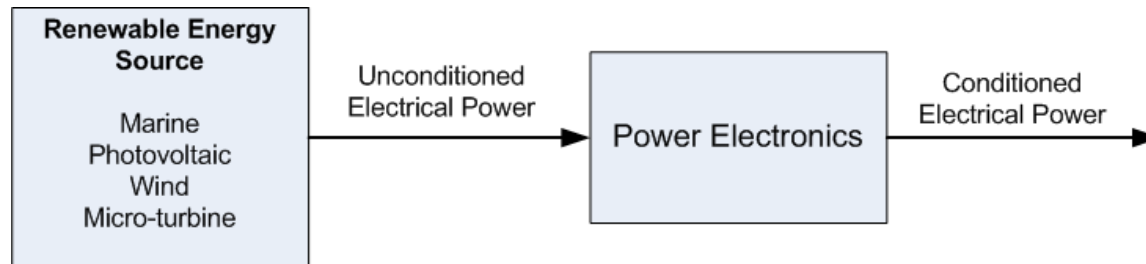 Renewable Energy
Source
Marine
Photovoltaic
Wind
Micro-turbine
Unconditioned
Electrical Power
Power Electronics
Conditioned
Electrical Power